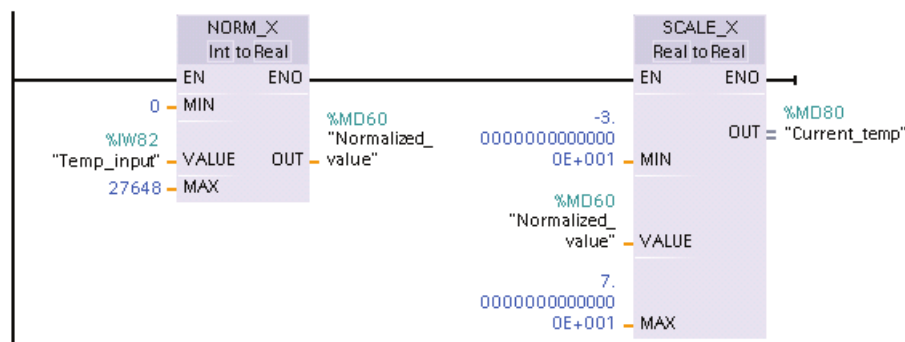 NORM_X
Int to Real
EN ENO
0 MIN
%IW82
"Temp_input" VALUE
27648 MAX
OUT
%MD60
"Normalized_
value"
SCALE_X
Real to Real
EN ENO
-3.
0000000000000
0E+001 MIN
%MD60
"Normalized_
value" VALUE
7.
0000000000000
0E+001 MAX
OUT
%MD80
"Current_temp"